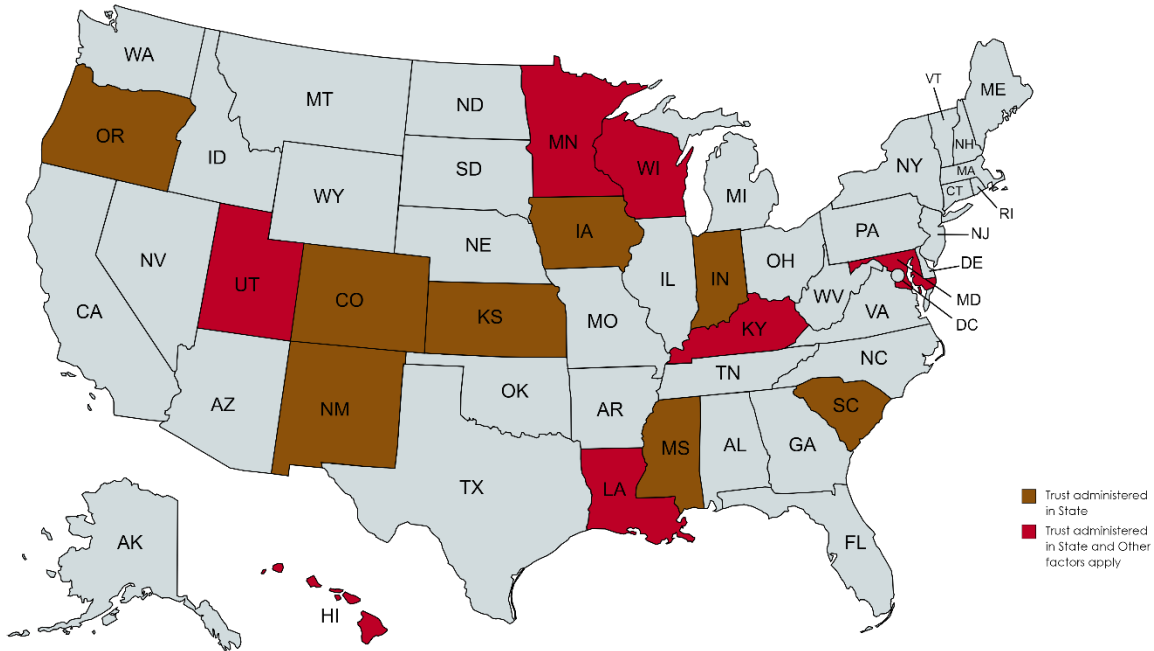 WA
MT
ND
MN
VT
ME
OR
ID
SD
WI
NY
NH
MA
CT
RI
WY
MI
NE
IA
PA
NJ
NV
UT
CO
IL
IN
OH
DE
CA
KS
MO
KY
WV
VA
MD
DC
AZ
NM
OK
AR
TN
NC
SC
TX
LA
MS
AL
GA
FL
AK
HI
Trust administered
in State
Trust administered
in State and Other
factors apply